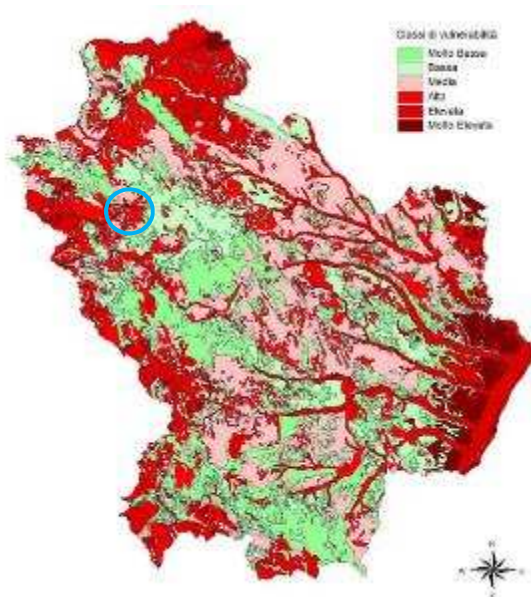 Classi di vulnerabilità
Molto Bassa
Bassa
Media
Alta
Elevata
Molto Elevata